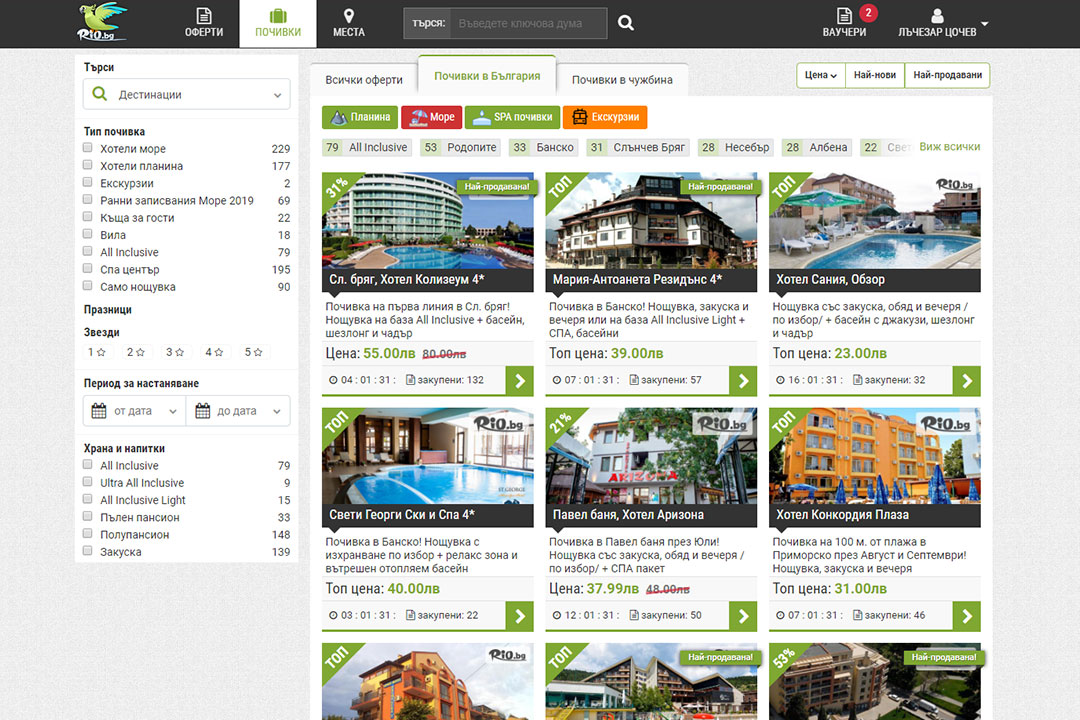 Rio.bg
ОФЕРТИ
ПОЧИВКИ
МЕСТА
ТЪРСЯ:
Въведете ключова дума
ВАУЧЕРИ
2
ЛЪЧЕЗАР ЦОЧЕВ
Търси
Дестинации
Тип почивка
Хотели море 229
Хотели планина 177
Екскурзии 2
Ранни записвания Море 2019 69
Къща за гости 22
Вила 18
All Inclusive 79
Спа център 195
Само нощувка 90
Празници
Звезди
1 2 3 4 5
Период за настаняване
от дата до дата
Храна и напитки
All Inclusive 79
Ultra All Inclusive 9
All Inclusive Light 15
Пълен пансион 33
Полупансион 148
Закуска 139
Всички оферти
Почивки в България
Почивки в чужбина
Цена
Най-нови
Най-продавани
Планина
Море
SPA почивки
Екскурзии
79 All Inclusive 53 Родопите 33 Банско 31 Слънчев Бряг 28 Несебър 28 Албена 22 Виж всички
31%
Най-продавана!
Сл. бряг, Хотел Колизеум 4*
Почивка на първа линия в Сл. бряг!
Нощувка на база All Inclusive + басейн,
шезлонг и чадър
Цена: 55.00лв 80.00лв
04 : 01 : 31 : закупени: 132
ТОП
Най-продавана!
Мария-Антоанета Резидънс 4*
Почивка в Банско! Нощувка, закуска и
вечеря или на база All Inclusive Light +
СПА, басейни
Топ цена: 39.00лв
07 : 01 : 31 : закупени: 57
ТОП
Rio.bg
Хотел Сания, Обзор
Нощувка със закуска, обяд и вечеря /
по избор/ + басейн с джакузи, шезлонг
и чадър
Топ цена: 23.00лв
16 : 01 : 31 : закупени: 32
ТОП
ST GEORGE
Свети Георги Ски и Спа 4*
Почивка в Банско! Нощувка с
изхранване по избор + релакс зона и
вътрешен отопляем басейн
Топ цена: 40.00лв
03 : 01 : 31 : закупени: 22
21%
Rio.bg
ARIZONA
Павел баня, Хотел Аризона
Почивка в Павел баня през Юли!
Нощувка със закуска, обяд и вечеря /
по избор/ + СПА пакет
Цена: 37.99лв 48.00лв
12 : 01 : 31 : закупени: 50
ТОП
Rio.bg
Хотел Конкордия Плаза
Почивка на 100 м. от плажа в
Приморско през Август и Септември!
Нощувка, закуска и вечеря
Топ цена: 31.00лв
07 : 01 : 31 : закупени: 46
ТОП
Rio.bg
ТОП
Най-продавана!
53%
Най-продавана!